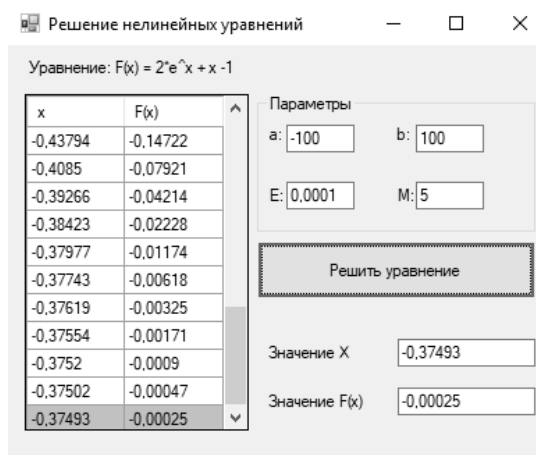 Решение нелинейных уравнений
Уравнение: F(x) = 2*e^x + x -1
x F(x)
-0,43794 -0,14722
-0,4085 -0,07921
-0,39266 -0,04214
-0,38423 -0,02228
-0,37977 -0,01174
-0,37743 -0,00618
-0,37619 -0,00325
-0,37554 -0,00171
-0,3752 -0,0009
-0,37502 -0,00047
-0,37493 -0,00025
Параметры
a: -100 b: 100
E: 0,0001 M: 5
Решить уравнение
Значение X -0,37493
Значение F(x) -0,00025